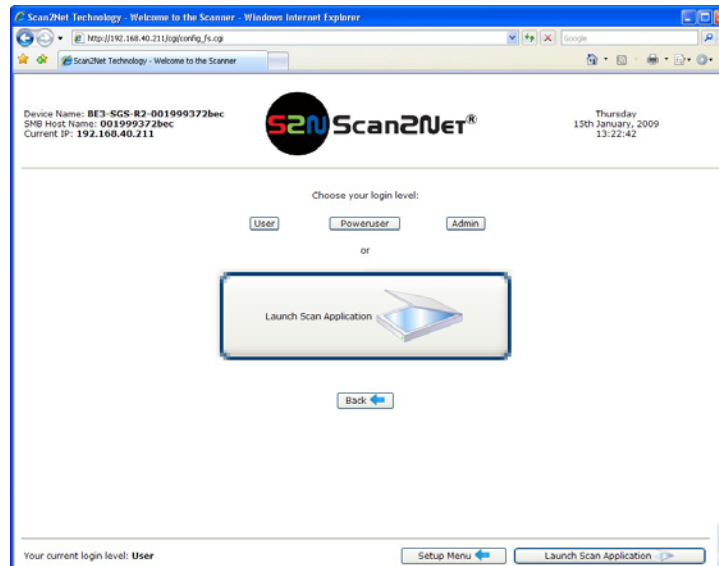 Scan2Net Technology - Welcome to the Scanner - Windows Internet Explorer
http://192.168.40.211/cgi/config_fs.cgi
Google
Scan2Net Technology - Welcome to the Scanner
Device Name: BE3-SGS-R2-001999372bec
SMB Host Name: 001999372bec
Current IP: 192.168.40.211
S2N Scan2Net®
Thursday
15th January, 2009
13:22:42
Choose your login level:
User Poweruser Admin
or
Launch Scan Application
Back
Your current login level: User
Setup Menu
Launch Scan Application